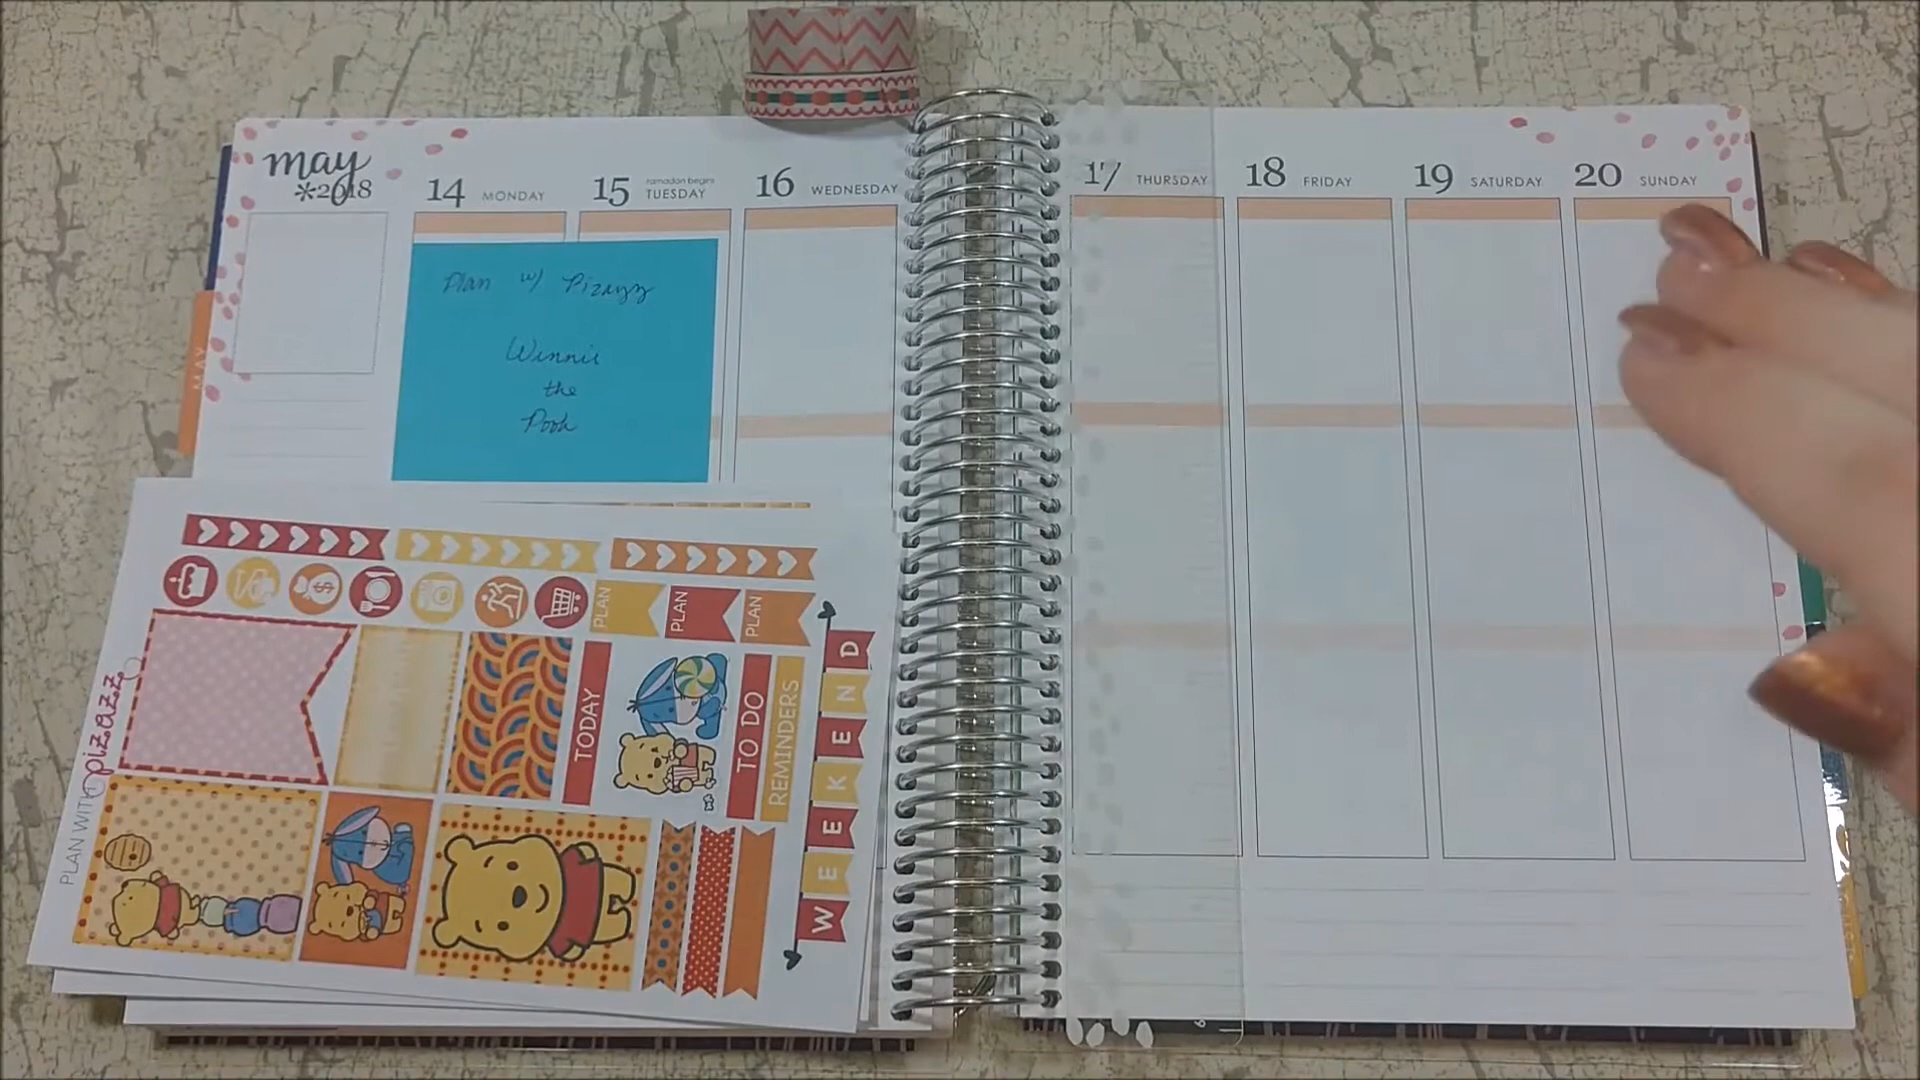 may
*2018
14 MONDAY
ramadan begins
15 TUESDAY
16 WEDNESDAY
17 THURSDAY
18 FRIDAY
19 SATURDAY
20 SUNDAY
Plan w/ Pizazz
Winnie
the
Pooh
MAY
PLAN WITH pizazz
PLAN
PLAN
PLAN
TODAY
TO DO
REMINDERS
WEEKEND